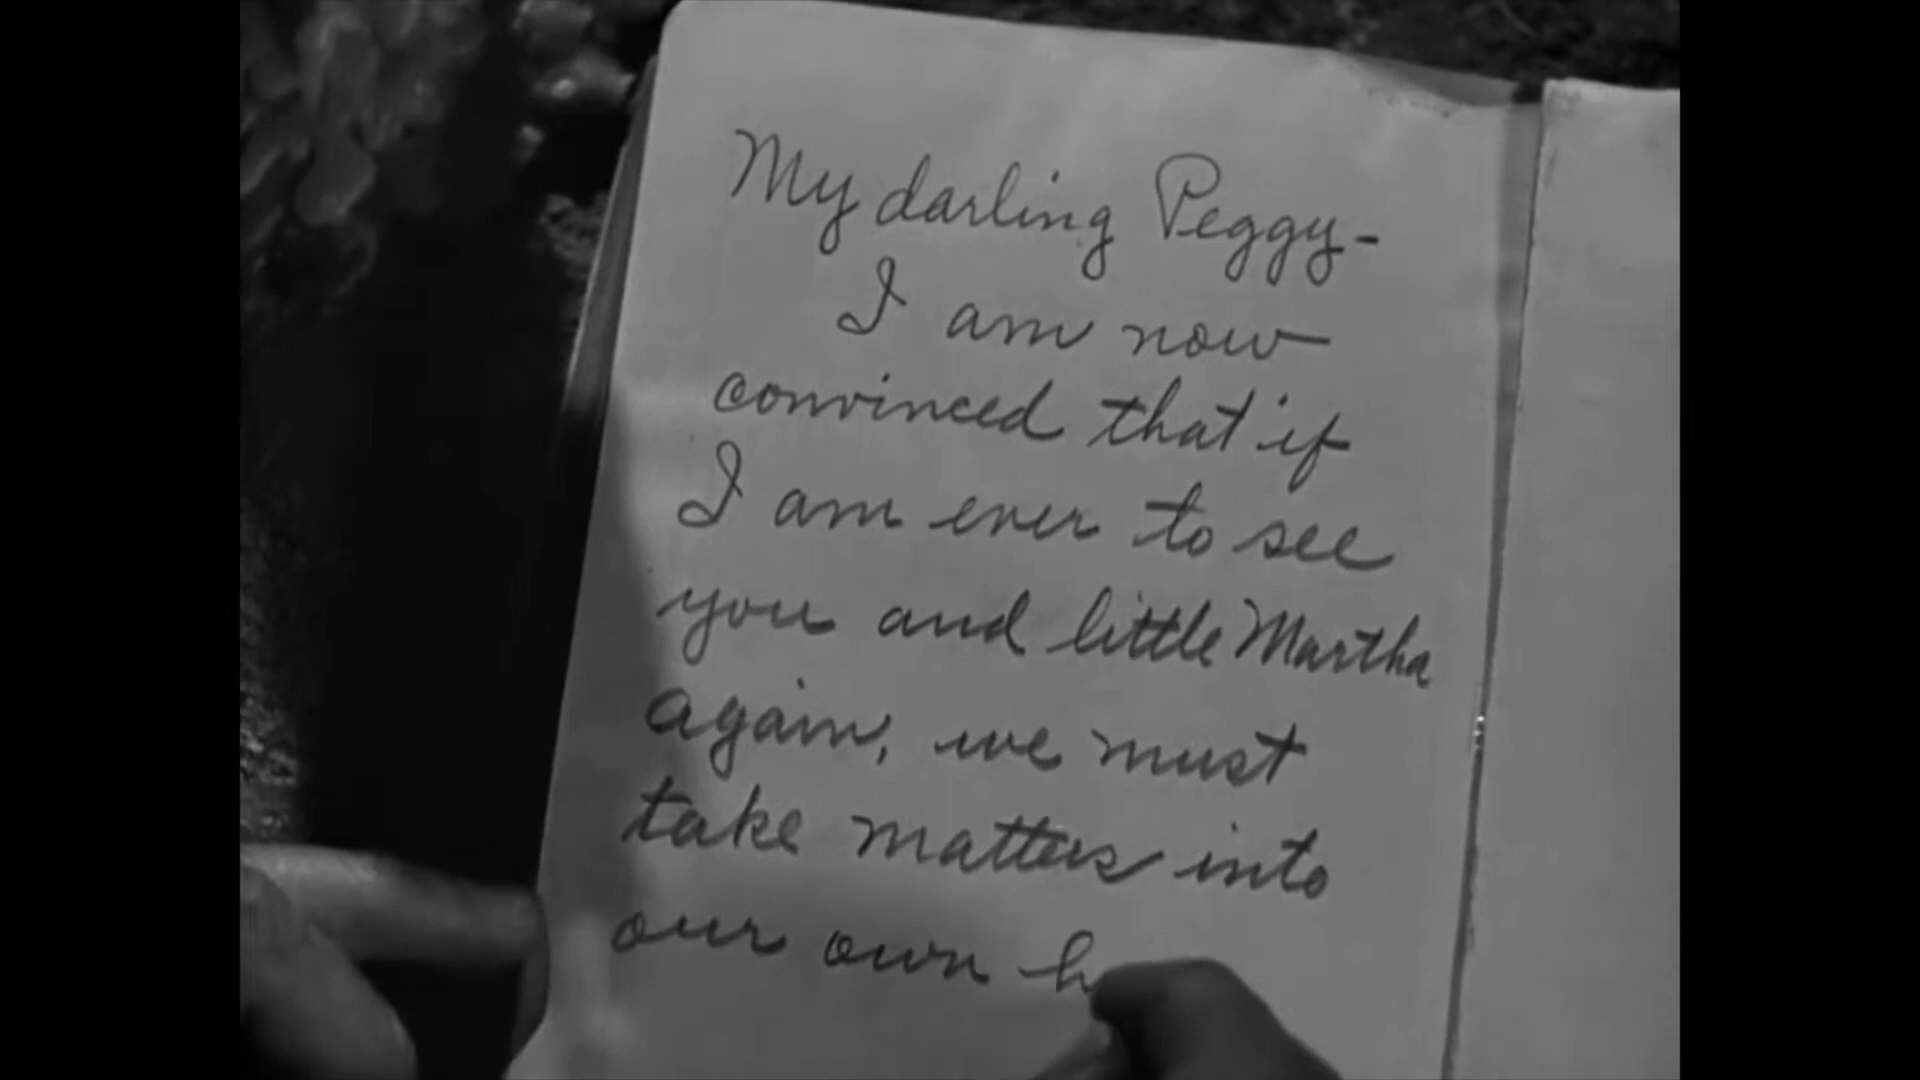 My darling Peggy-
I am now
convinced that if
I am ever to see
you and little Martha
again, we must
take matters into
our own h